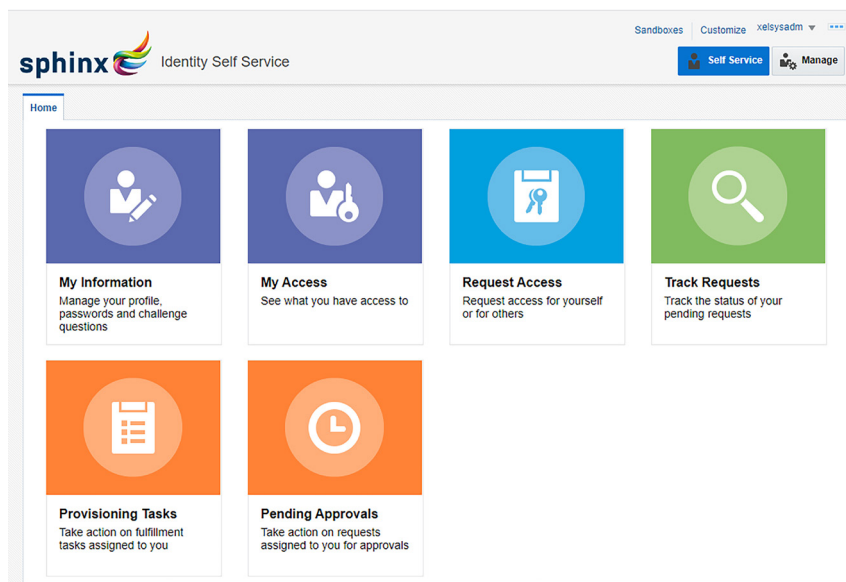 Sandboxes Customize xelsysadm
sphinx Identity Self Service
Self Service Manage
Home
My Information
Manage your profile,
passwords and challenge
questions
My Access
See what you have access to
Request Access
Request access for yourself
or for others
Track Requests
Track the status of your
pending requests
Provisioning Tasks
Take action on fulfillment
tasks assigned to you
Pending Approvals
Take action on requests
assigned to you for approvals